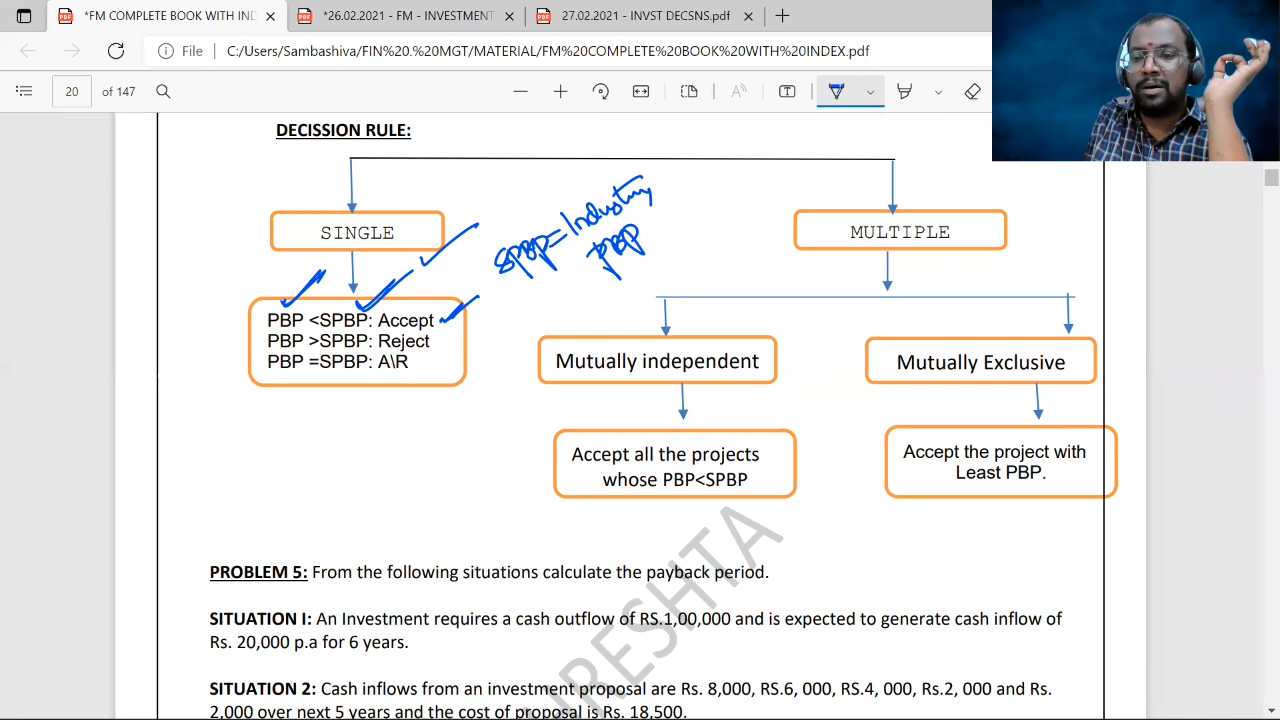 *FM COMPLETE BOOK WITH IND
*26.02.2021 - FM - INVESTMENT
27.02.2021 - INVST DECSNS.pdf
File
C:/Users/Sambashiva/FIN%20.%20MGT/MATERIAL/FM%20COMPLETE%20BOOK%20WITH%20INDEX.pdf
20 of 147
DECISSION RULE:
SINGLE
MULTIPLE
SPBP=Industry
PBP
PBP <SPBP: Accept
PBP >SPBP: Reject
PBP =SPBP: A\R
Mutually independent
Mutually Exclusive
Accept all the projects
whose PBP<SPBP
Accept the project with
Least PBP.
PROBLEM 5: From the following situations calculate the payback period.
SITUATION I: An Investment requires a cash outflow of RS.1,00,000 and is expected to generate cash inflow of
Rs. 20,000 p.a for 6 years.
SITUATION 2: Cash inflows from an investment proposal are Rs. 8,000, RS.6, 000, RS.4, 000, Rs.2, 000 and Rs.
2,000 over next 5 years and the cost of proposal is Rs. 18,500.